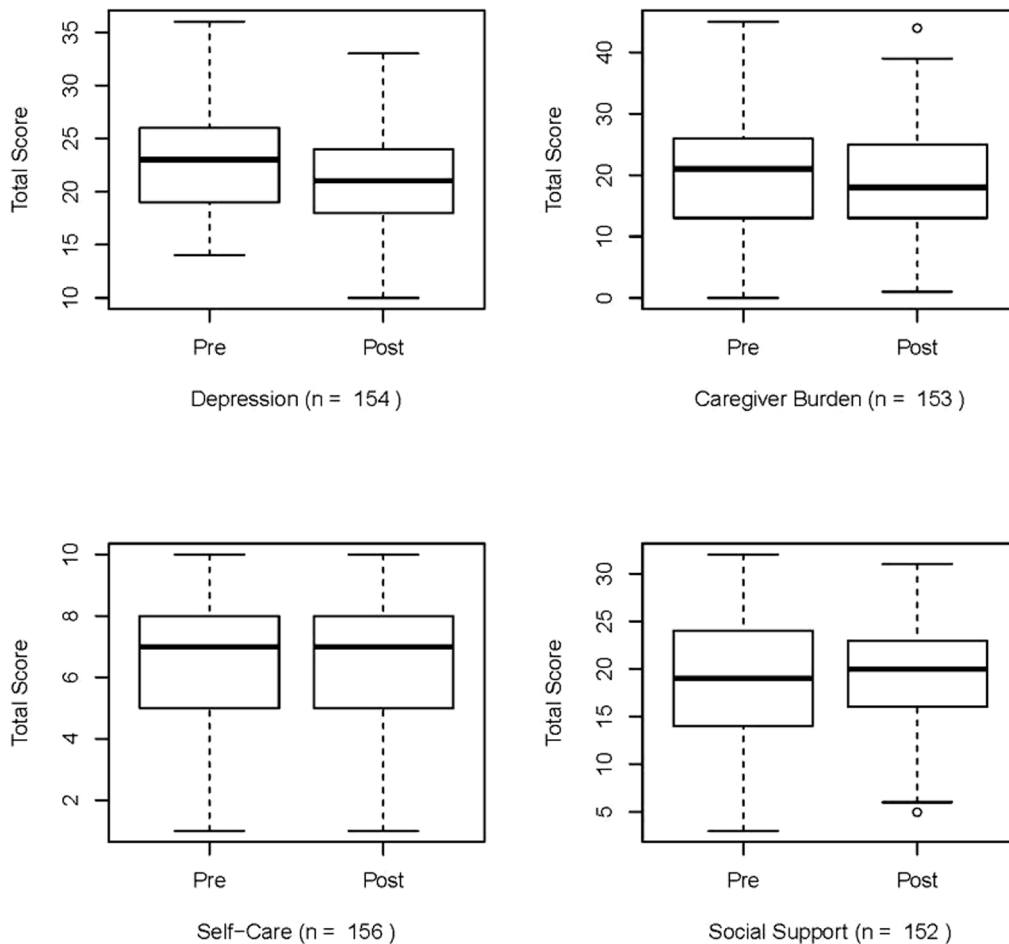 Total Score
35
30
25
20
15
10
Pre
Post
Depression (n = 154 )
Total Score
40
30
20
10
0
Pre
Post
Caregiver Burden (n = 153 )
Total Score
10
8
6
4
2
Pre
Post
Self−Care (n = 156 )
Total Score
30
25
20
15
10
5
Pre
Post
Social Support (n = 152 )